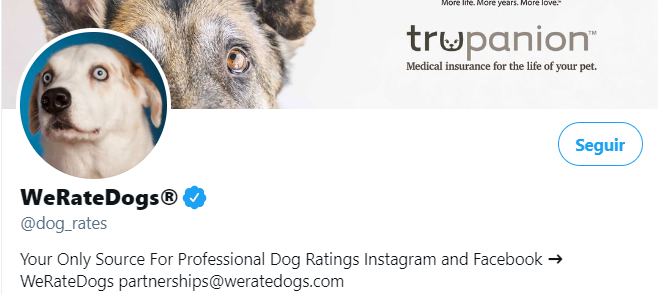 More life. More years. More love.™
trupanion™
Medical insurance for the life of your pet.
Seguir
WeRateDogs®
@dog_rates
Your Only Source For Professional Dog Ratings Instagram and Facebook →
WeRateDogs partnerships@weratedogs.com